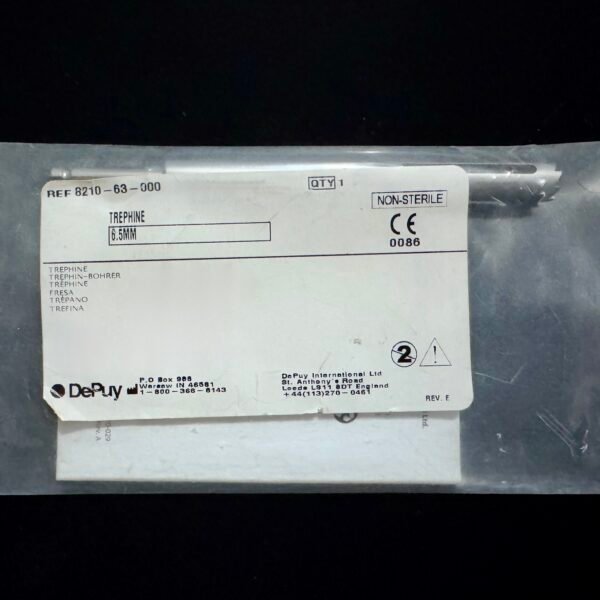 REF 8210-63-000
QTY 1
NON-STERILE
TREPHINE
6.5MM
CE
0086
TREPHINE
TREPHIN-BOHRER
TREPHINE
FRESA
TRÉPANO
TREFINA
2
DePuy
P.O Box 988
Warsaw IN 46581
1-800-366-8143
DePuy International Ltd
St. Anthony's Road
Leeds LS11 8DT England
+44(113)270-0461
REV. E